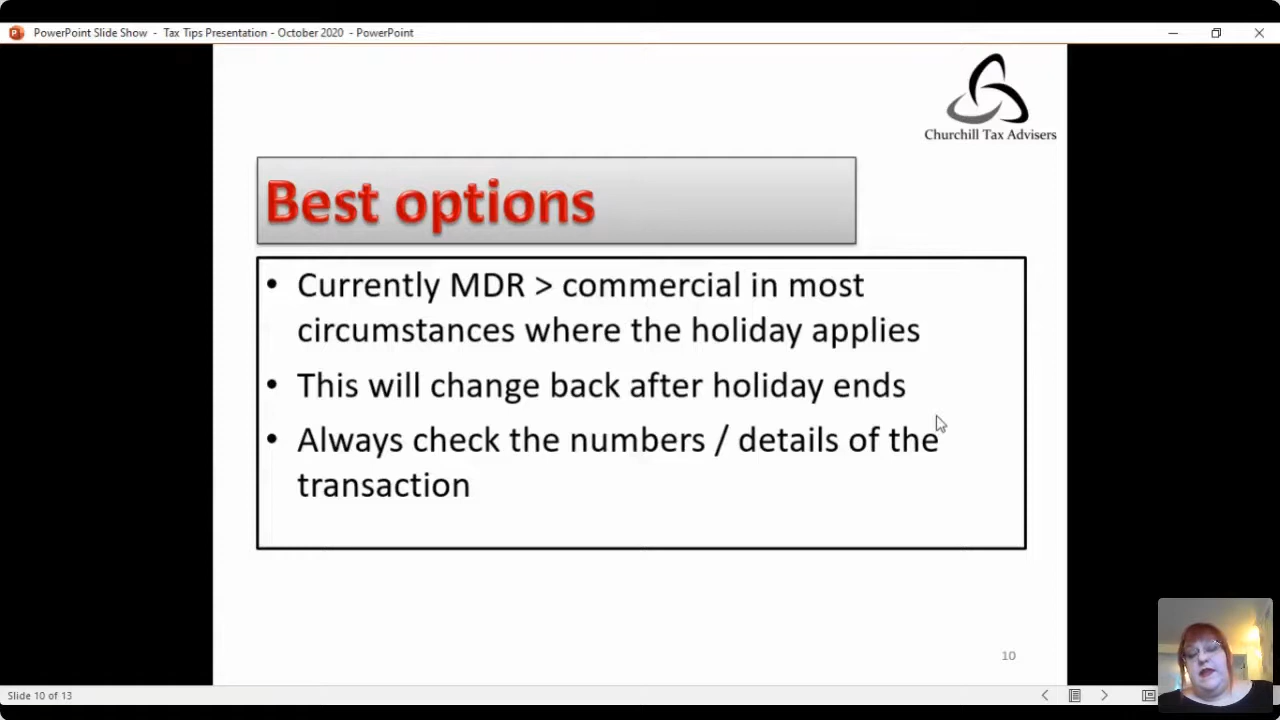 PowerPoint Slide Show - Tax Tips Presentation - October 2020 - PowerPoint
Churchill Tax Advisers
Best options
• Currently MDR > commercial in most
circumstances where the holiday applies
• This will change back after holiday ends
• Always check the numbers / details of the
transaction
10
Slide 10 of 13